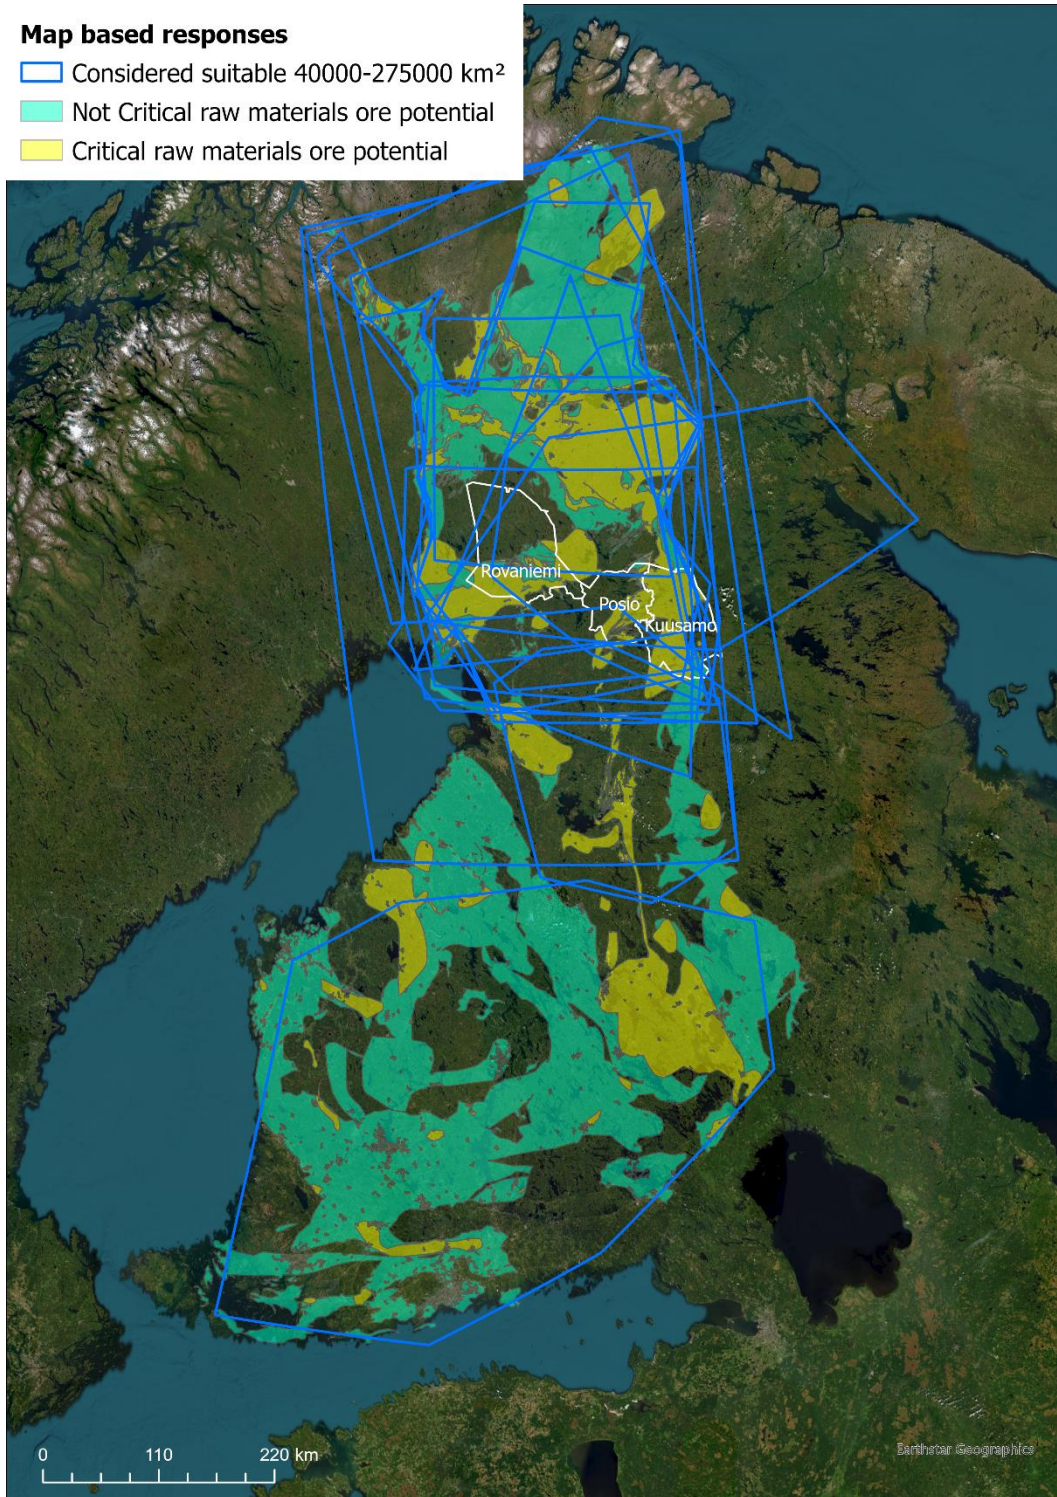 Map based responses
Considered suitable 40000-275000 km²
Not Critical raw materials ore potential
Critical raw materials ore potential
Rovaniemi
Posio
Kuusamo
Earthstar Geographics
0 110 220 km